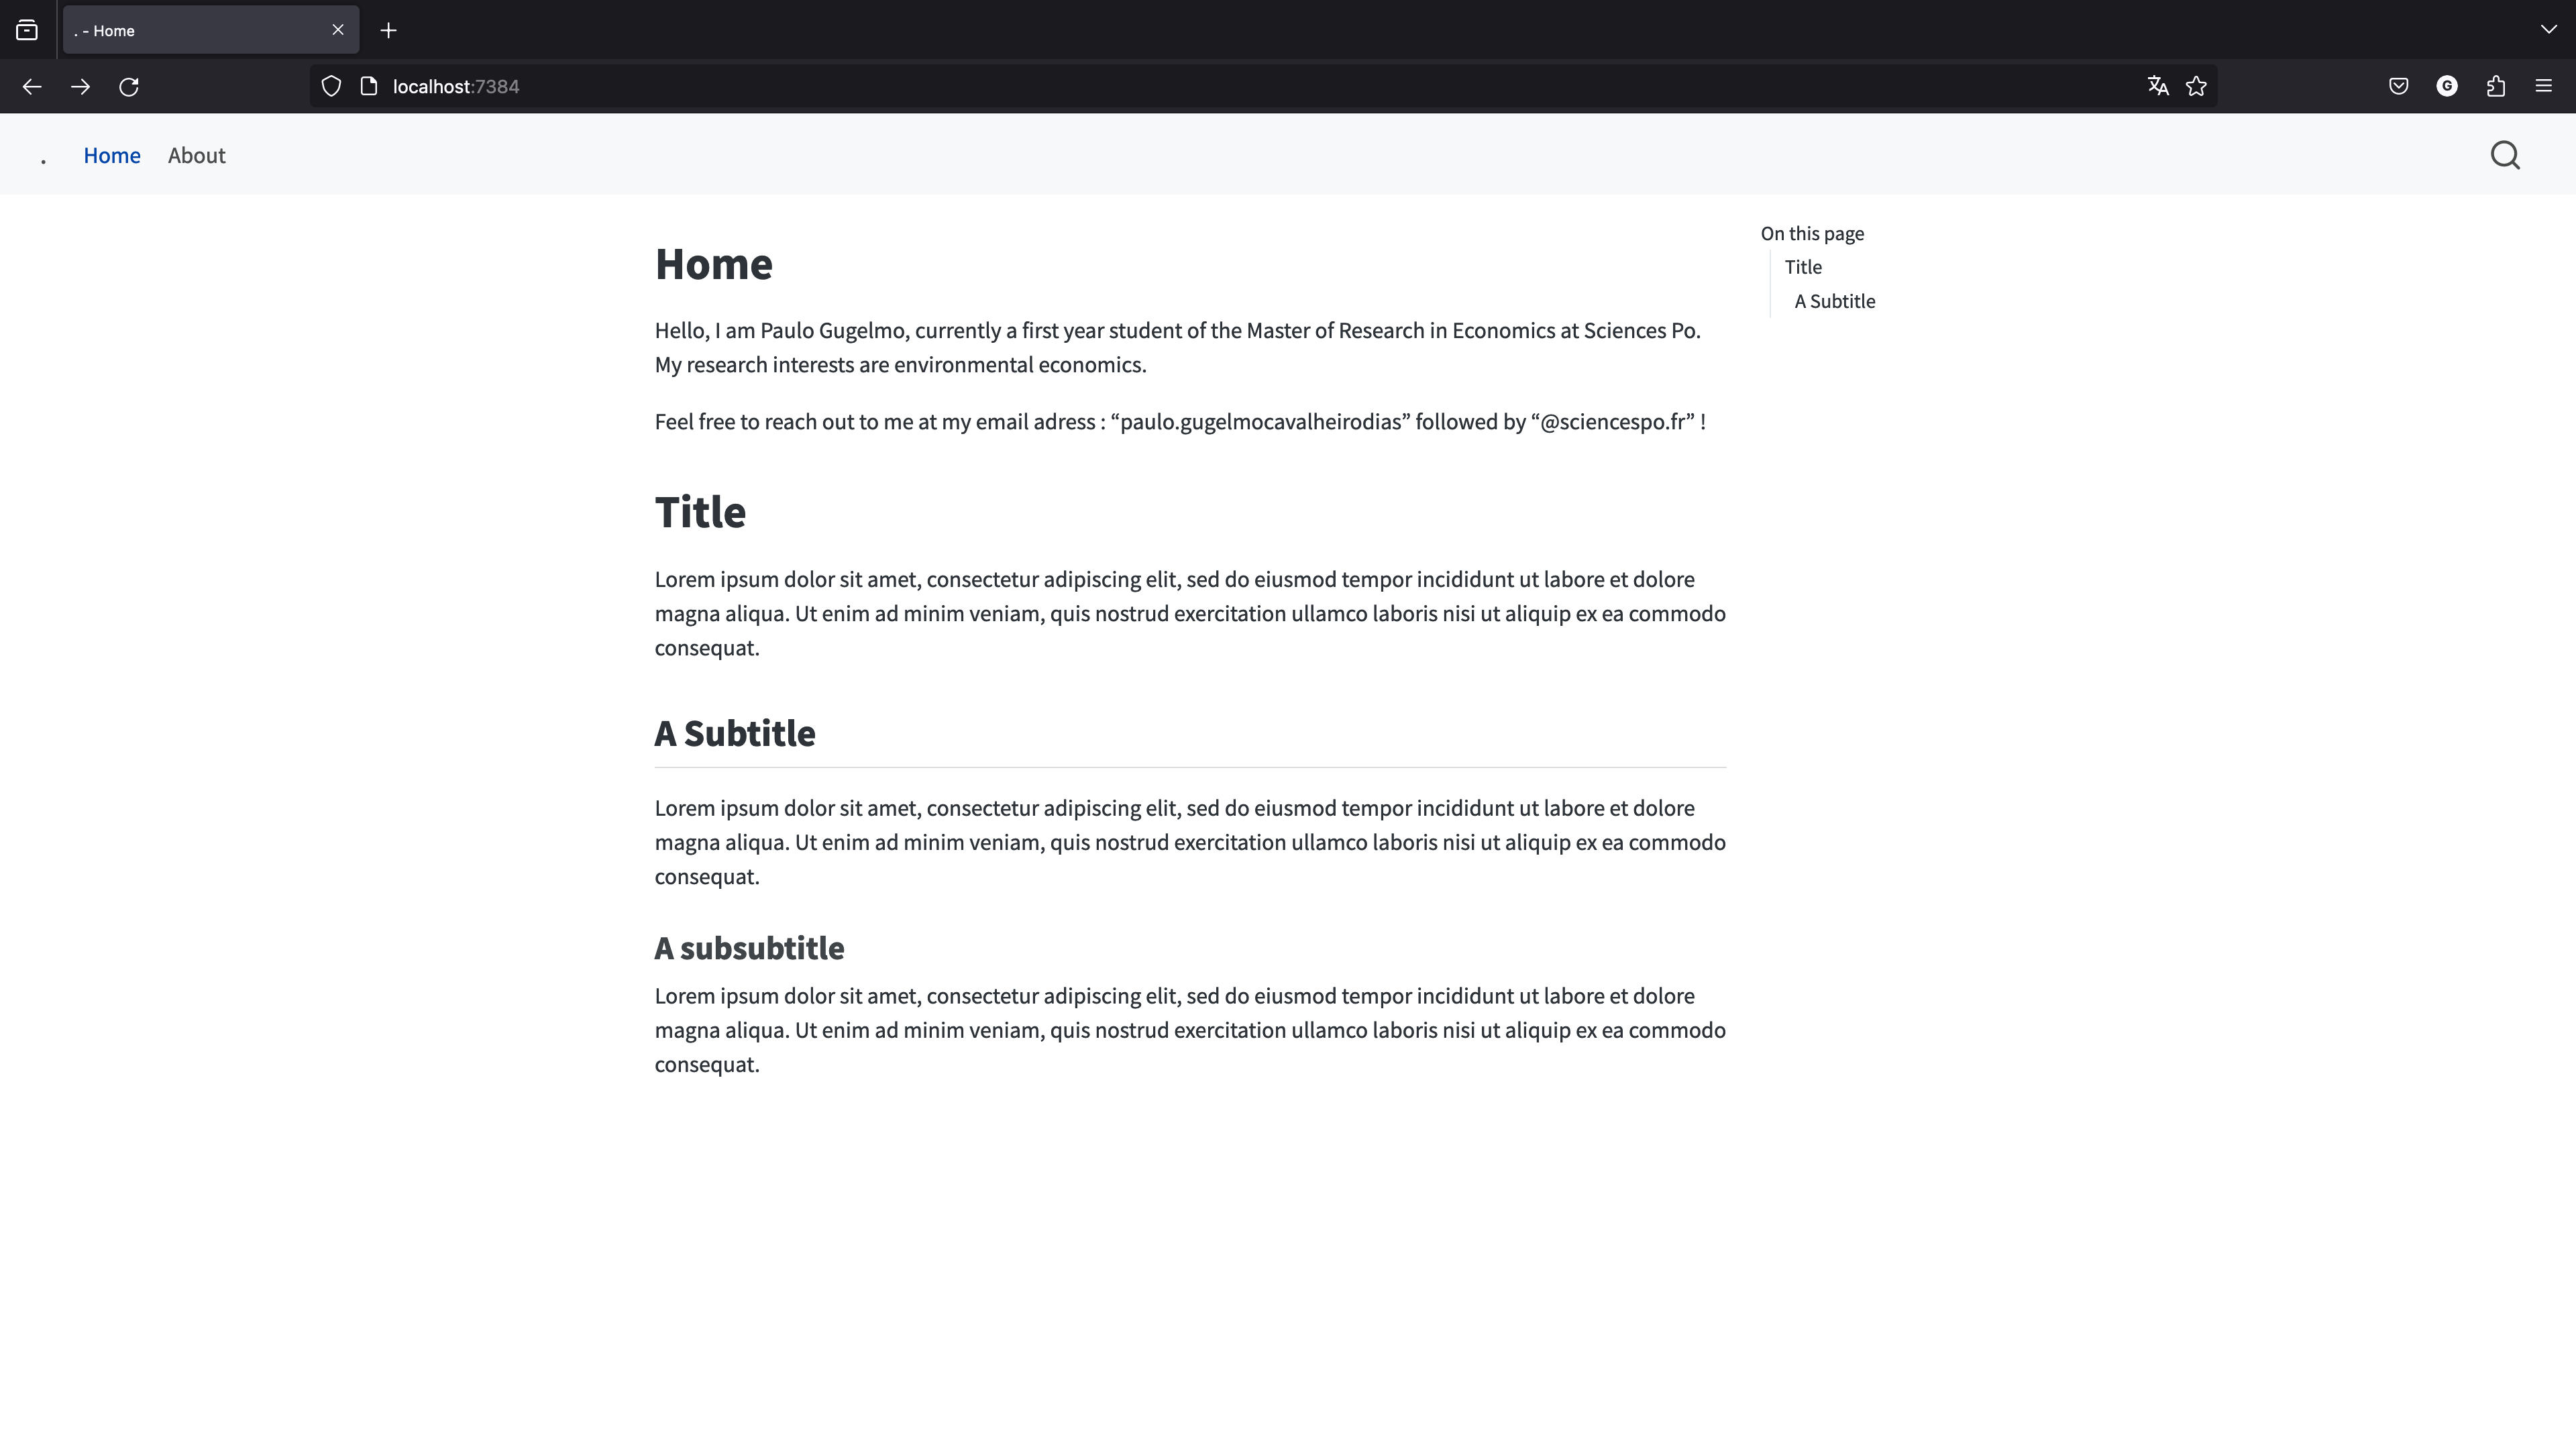 . - Home
localhost:7384
G
. Home About
On this page
Title
A Subtitle
Home
Hello, I am Paulo Gugelmo, currently a first year student of the Master of Research in Economics at Sciences Po.
My research interests are environmental economics.
Feel free to reach out to me at my email adress : “paulo.gugelmocavalheirodias” followed by “@sciencespo.fr” !
Title
Lorem ipsum dolor sit amet, consectetur adipiscing elit, sed do eiusmod tempor incididunt ut labore et dolore
magna aliqua. Ut enim ad minim veniam, quis nostrud exercitation ullamco laboris nisi ut aliquip ex ea commodo
consequat.
A Subtitle
Lorem ipsum dolor sit amet, consectetur adipiscing elit, sed do eiusmod tempor incididunt ut labore et dolore
magna aliqua. Ut enim ad minim veniam, quis nostrud exercitation ullamco laboris nisi ut aliquip ex ea commodo
consequat.
A subsubtitle
Lorem ipsum dolor sit amet, consectetur adipiscing elit, sed do eiusmod tempor incididunt ut labore et dolore
magna aliqua. Ut enim ad minim veniam, quis nostrud exercitation ullamco laboris nisi ut aliquip ex ea commodo
consequat.